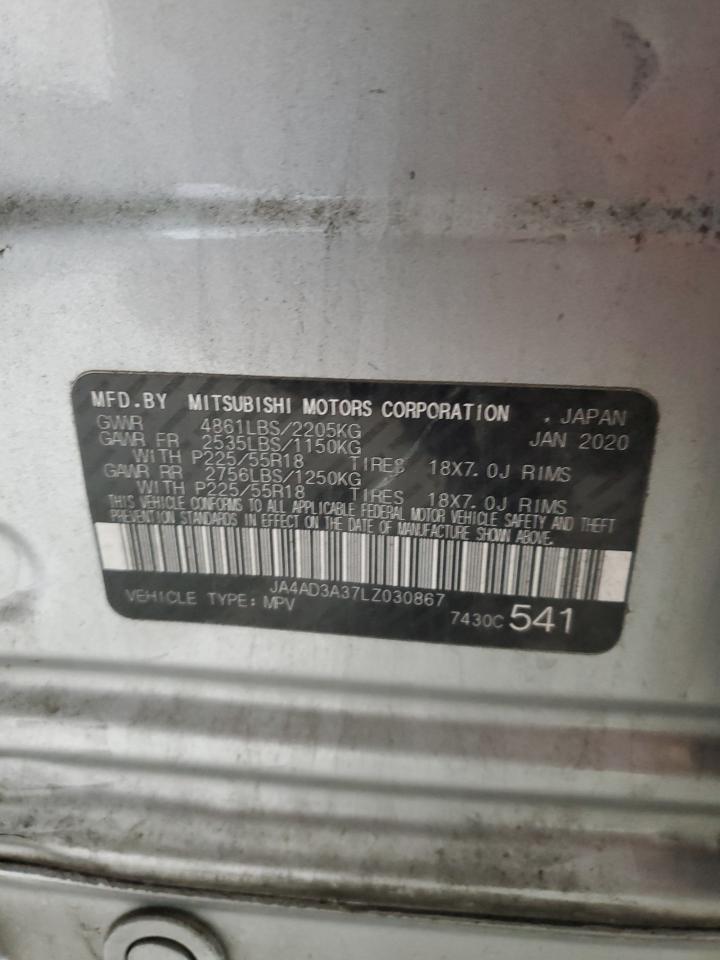 MFD.BY MITSUBISHI MOTORS CORPORATION , JAPAN
GVWR 4861LBS/2205KG JAN 2020
GAWR FR 2535LBS/1150KG
WITH P225/55R18 TIRES 18X7.0J RIMS
GAWR RR 2756LBS/1250KG
WITH P225/55R18 TIRES 18X7.0J RIMS
THIS VEHICLE CONFORMS TO ALL APPLICABLE FEDERAL MOTOR VEHICLE SAFETY AND THEFT
PREVENTION STANDARDS IN EFFECT ON THE DATE OF MANUFACTURE SHOWN ABOVE.
JA4AD3A37LZ030867
VEHICLE TYPE: MPV 7430C 541